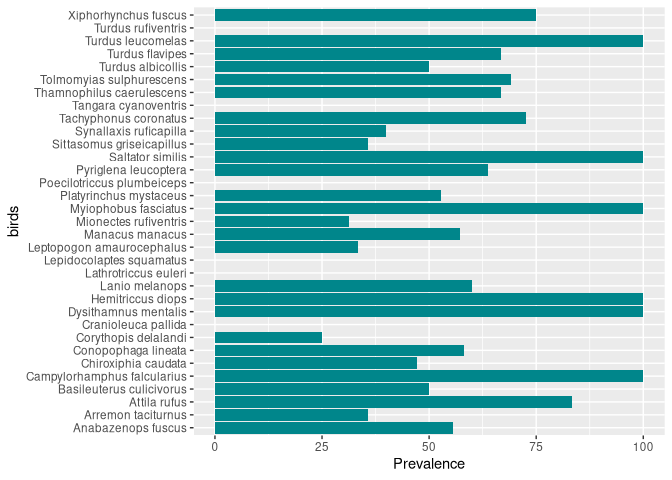 Xiphorhynchus fuscus
Turdus rufiventris
Turdus leucomelas
Turdus flavipes
Turdus albicollis
Tolmomyias sulphurescens
Thamnophilus caerulescens
Tangara cyanoventris
Tachyphonus coronatus
Synallaxis ruficapilla
Sittasomus griseicapillus
Saltator similis
Pyriglena leucoptera
Poecilotriccus plumbeiceps
Platyrinchus mystaceus
Myiophobus fasciatus
Mionectes rufiventris
Manacus manacus
Leptopogon amaurocephalus
Lepidocolaptes squamatus
Lathrotriccus euleri
Lanio melanops
Hemitriccus diops
Dysithamnus mentalis
Cranioleuca pallida
Corythopis delalandi
Conopophaga lineata
Chiroxiphia caudata
Campylorhamphus falcularius
Basileuterus culicivorus
Attila rufus
Arremon taciturnus
Anabazenops fuscus
birds
0 25 50 75 100
Prevalence